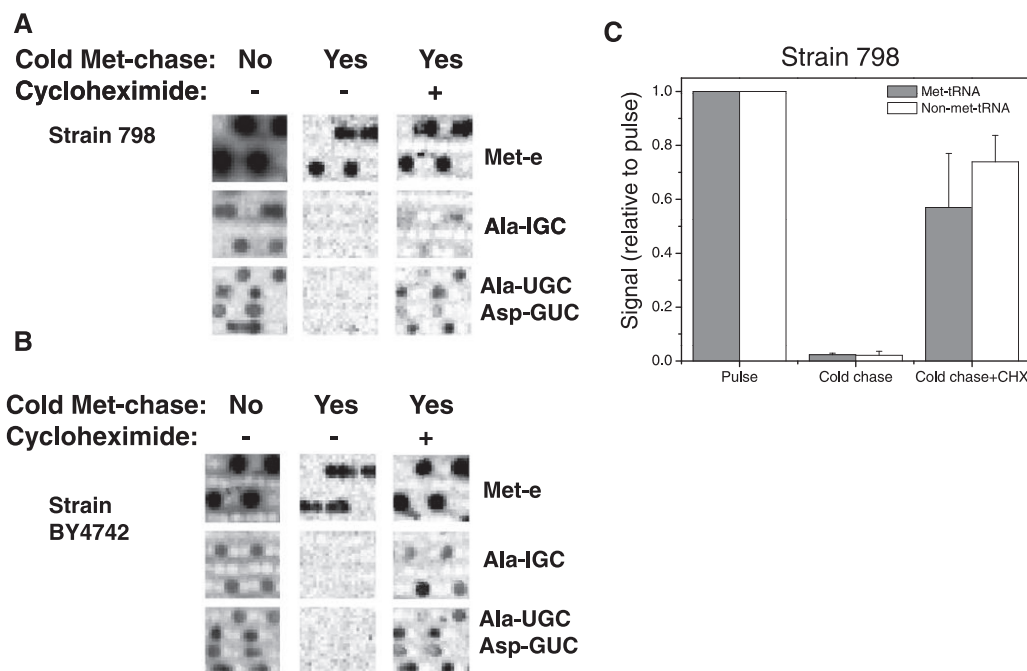 A
Cold Met-chase: No Yes Yes
Cycloheximide: - - +
Strain 798
Met-e
Ala-IGC
Ala-UGC
Asp-GUC
B
Cold Met-chase: No Yes Yes
Cycloheximide: - - +
Strain
BY4742
Met-e
Ala-IGC
Ala-UGC
Asp-GUC
C
Strain 798
Met-tRNA
Non-met-tRNA
Signal (relative to pulse)
1.0
0.8
0.6
0.4
0.2
0.0
Pulse Cold chase Cold chase+CHX